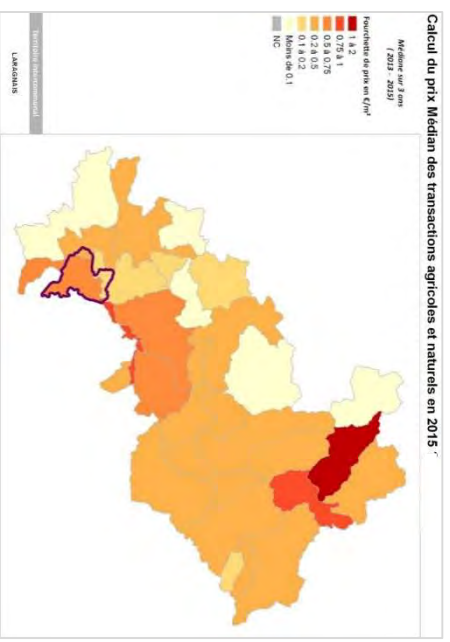 Calcul du prix Médian des transactions agricoles et naturels en 2015
Médiane sur 3 ans
( 2013 - 2015)
Fourchette de prix en €/m²
1 à 2
0.75 à 1
0.5 à 0.75
0.2 à 0.5
0.1 à 0.2
Moins de 0.1
NC
Territoire intercommunal
LARAGNAIS